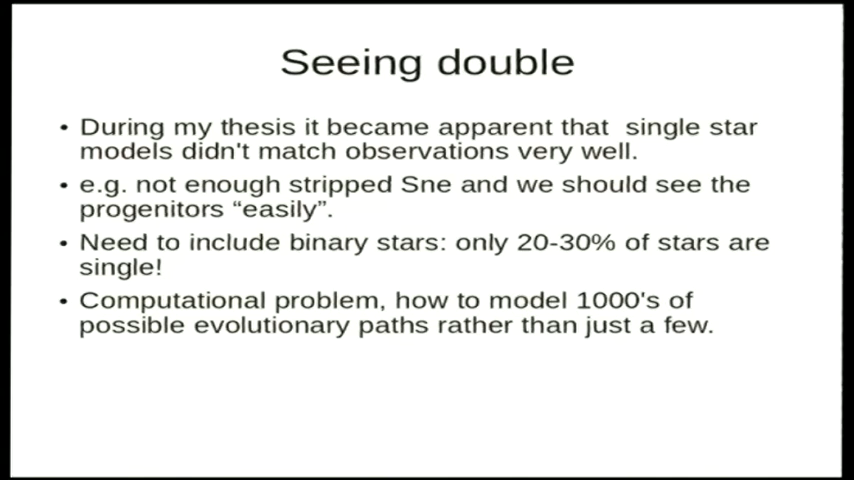 Seeing double
• During my thesis it became apparent that  single star
models didn't match observations very well.
• e.g. not enough stripped Sne and we should see the
progenitors “easily”.
• Need to include binary stars: only 20-30% of stars are
single!
• Computational problem, how to model 1000's of
possible evolutionary paths rather than just a few.